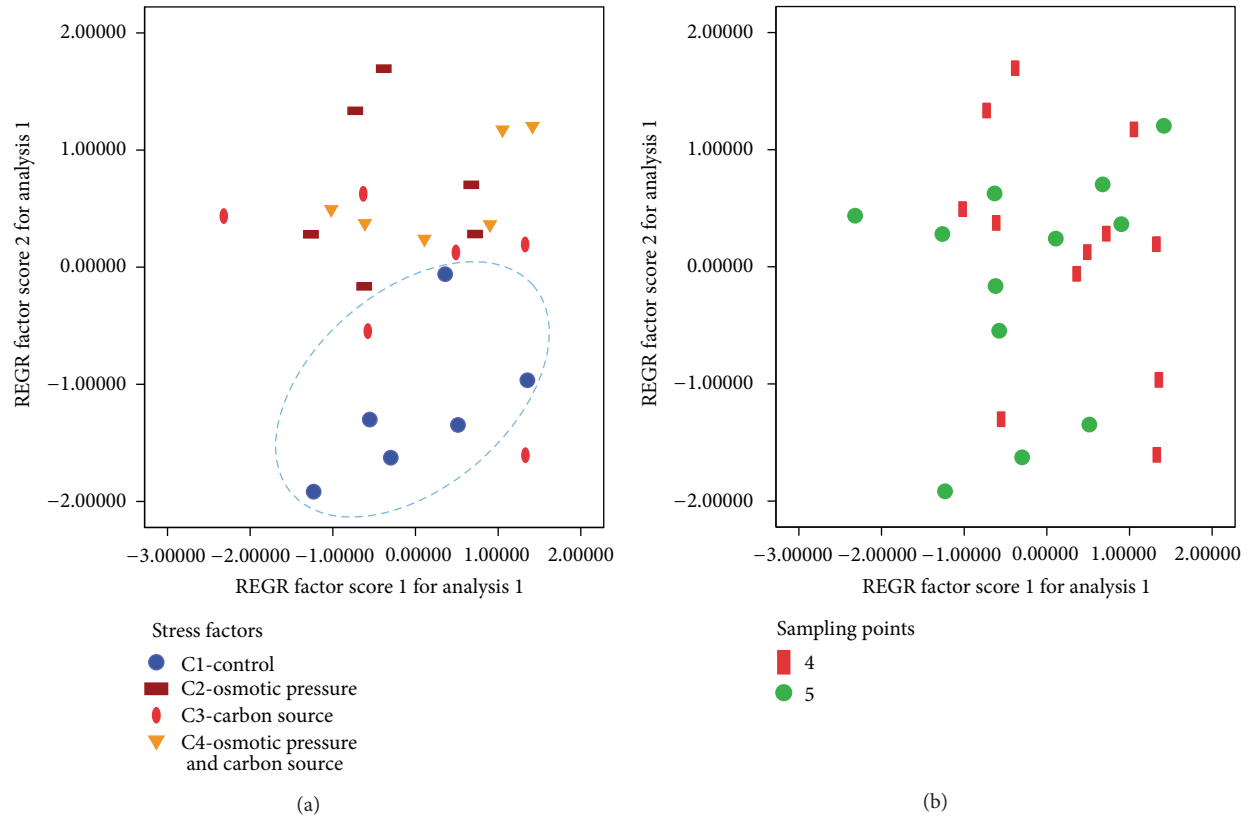 2.00000
1.00000
0.00000
−1.00000
−2.00000
REGR factor score 2 for analysis 1
−3.00000 −2.00000 −1.00000 0.00000 1.00000 2.00000
REGR factor score 1 for analysis 1
Stress factors
C1-control
C2-osmotic pressure
C3-carbon source
C4-osmotic pressure
and carbon source
(a)
2.00000
1.00000
0.00000
−1.00000
−2.00000
REGR factor score 2 for analysis 1
−3.00000 −2.00000 −1.00000 0.00000 1.00000 2.00000
REGR factor score 1 for analysis 1
Sampling points
4
5
(b)